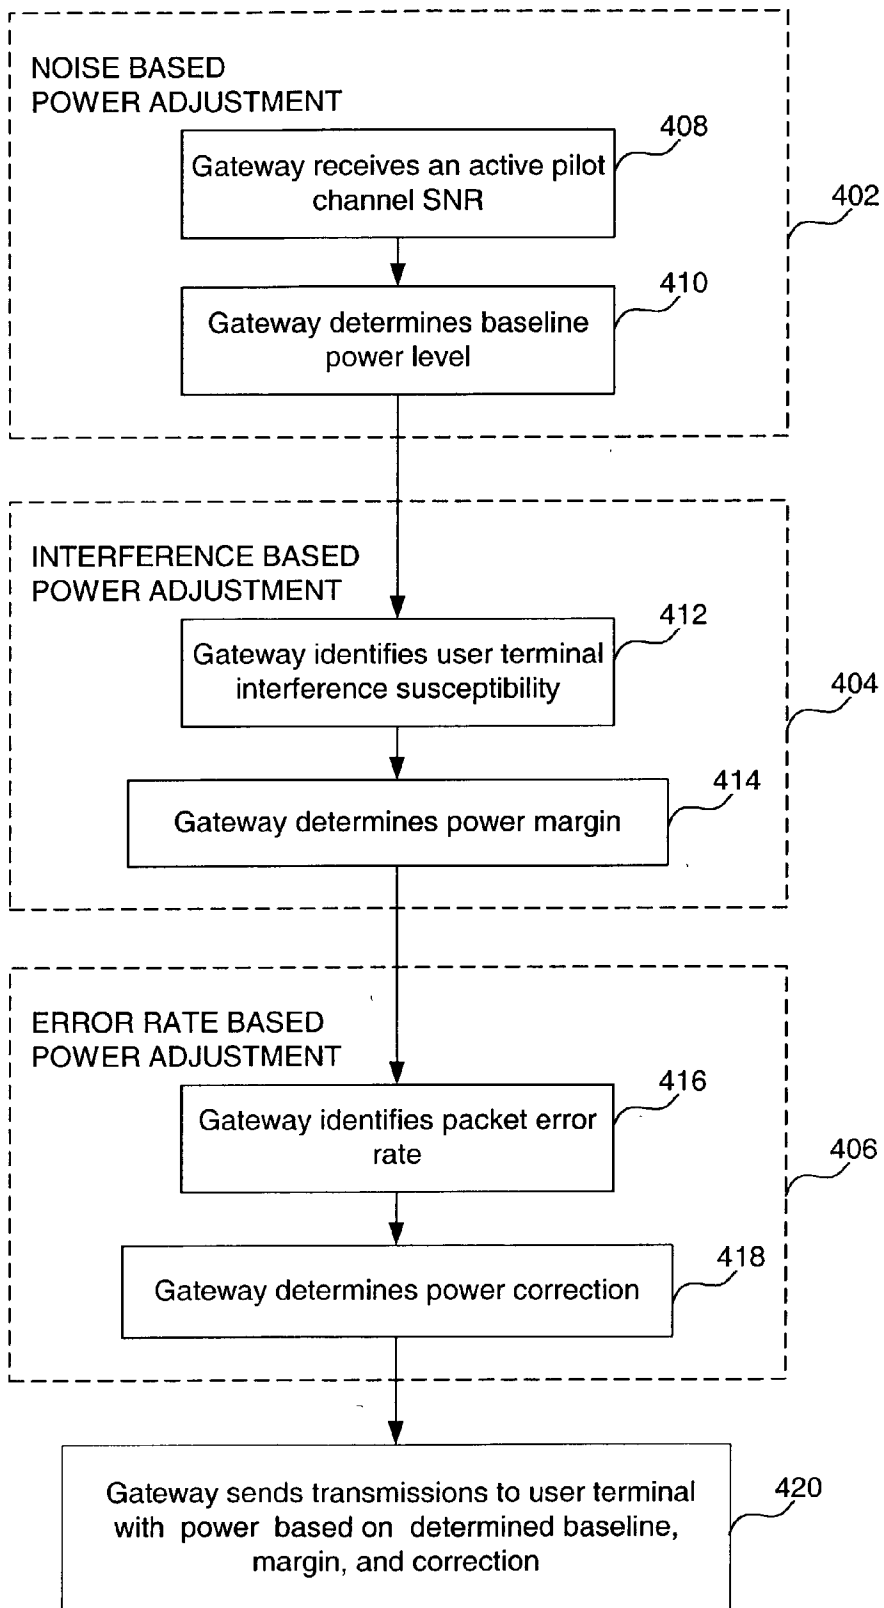 NOISE BASED
POWER ADJUSTMENT
408
Gateway receives an active pilot
channel SNR
402
410
Gateway determines baseline
power level
INTERFERENCE BASED
POWER ADJUSTMENT
412
Gateway identifies user terminal
interference susceptibility
404
414
Gateway determines power margin
ERROR RATE BASED
POWER ADJUSTMENT
416
Gateway identifies packet error
rate
406
418
Gateway determines power correction
420
Gateway sends transmissions to user terminal
with power based on determined baseline,
margin, and correction